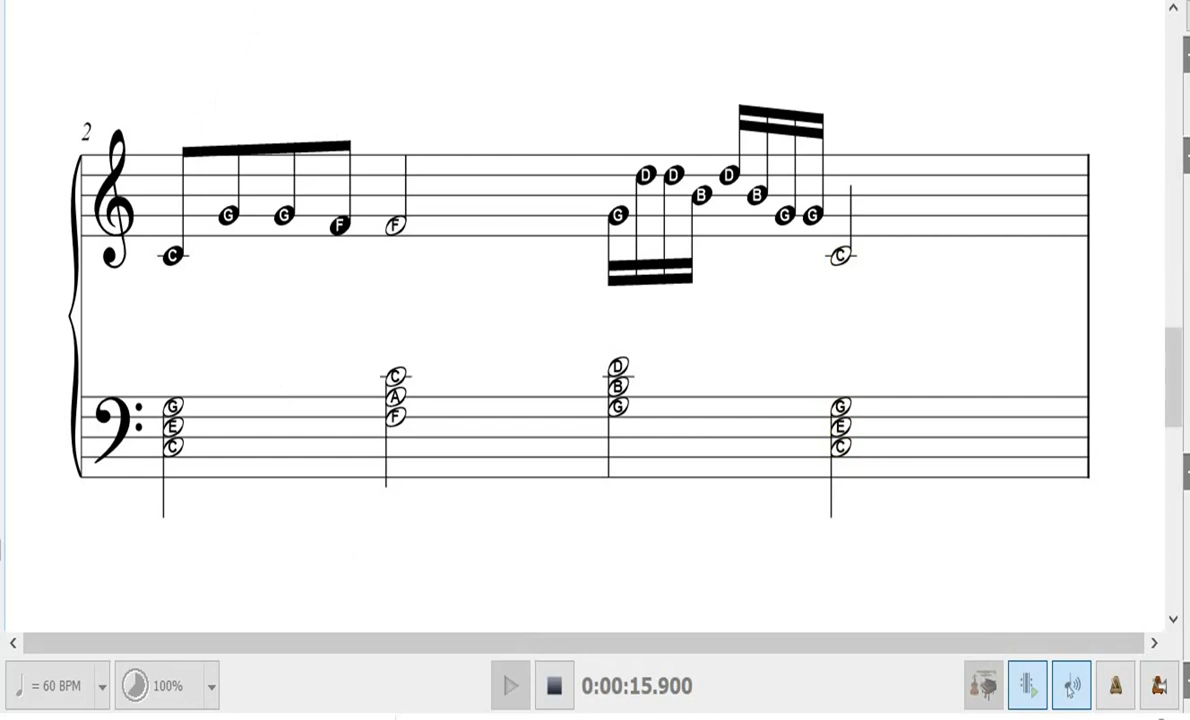 2
C G G F F G D D B D B G G C
G E C
C A F
D B G
G E C
= 60 BPM
100%
0:00:15.900